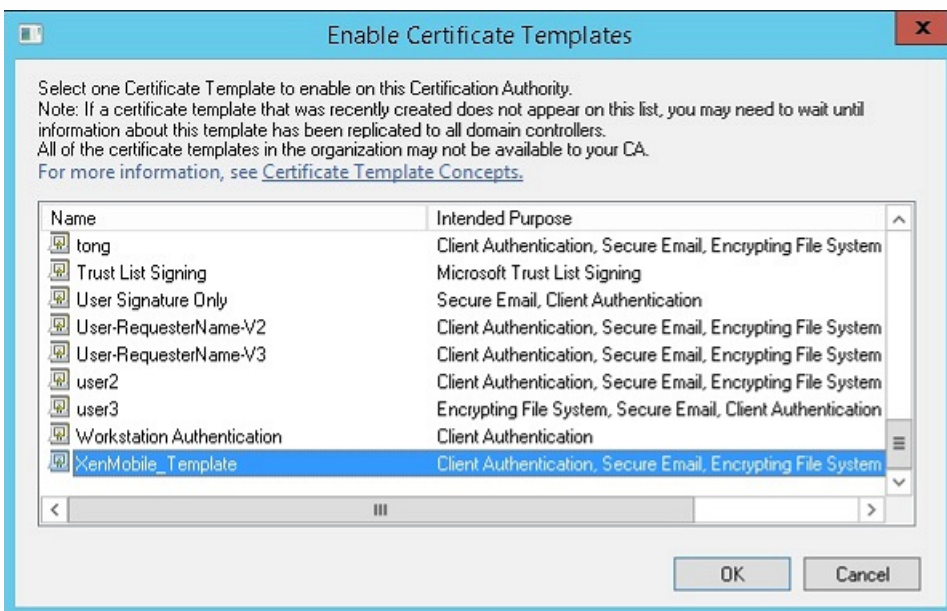 Enable Certificate Templates
x
Select one Certificate Template to enable on this Certification Authority.
Note: If a certificate template that was recently created does not appear on this list, you may need to wait until
information about this template has been replicated to all domain controllers.
All of the certificate templates in the organization may not be available to your CA.
For more information, see Certificate Template Concepts.
Name Intended Purpose
tong Client Authentication, Secure Email, Encrypting File System
Trust List Signing Microsoft Trust List Signing
User Signature Only Secure Email, Client Authentication
User-RequesterName-V2 Client Authentication, Secure Email, Encrypting File System
User-RequesterName-V3 Client Authentication, Secure Email, Encrypting File System
user2 Client Authentication, Secure Email, Encrypting File System
user3 Encrypting File System, Secure Email, Client Authentication
Workstation Authentication Client Authentication
XenMobile_Template Client Authentication, Secure Email, Encrypting File System
OK Cancel